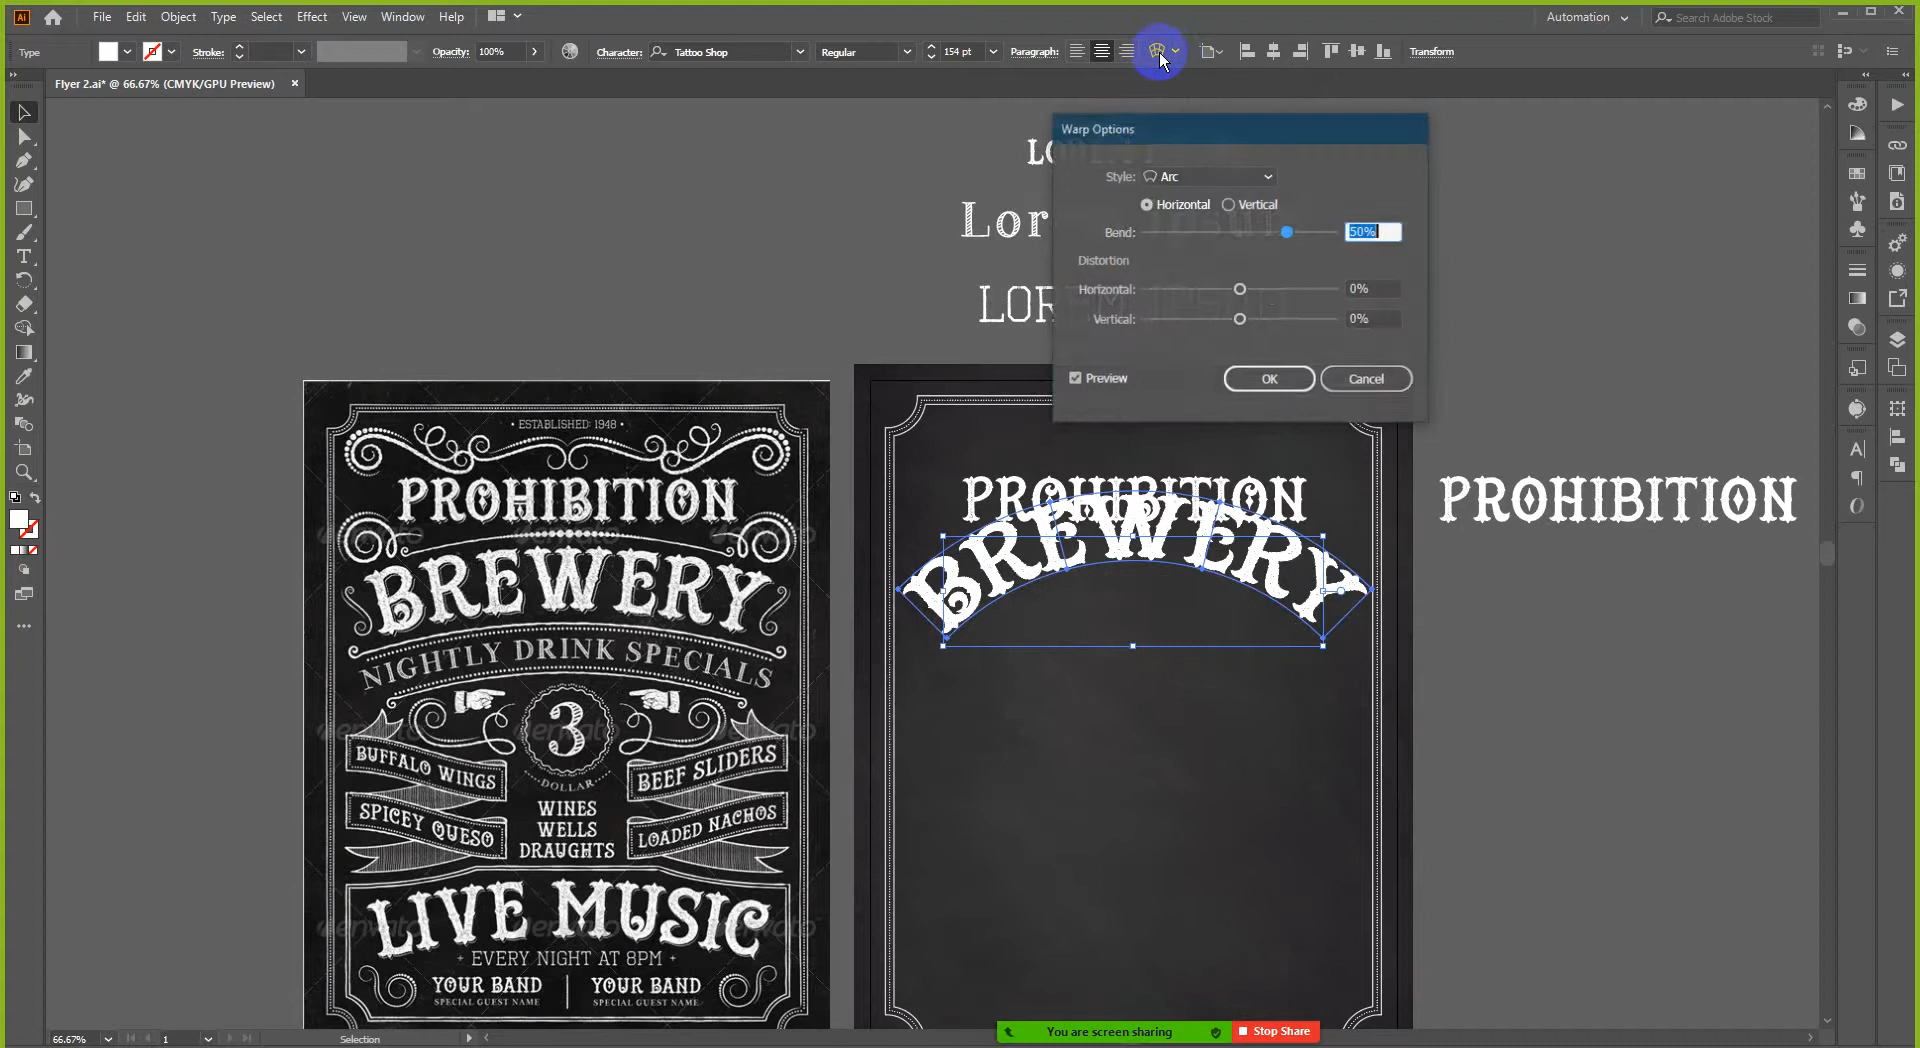 File Edit Object Type Select Effect View Window Help
Automation
Search Adobe Stock
Type
Stroke:
Opacity: 100%
Character: Tattoo Shop
Regular
154 pt
Paragraph:
Transform
Flyer 2.ai* @ 66.67% (CMYK/GPU Preview)
Warp Options
Style: Arc
Horizontal Vertical
Bend: 50%
Distortion
Horizontal: 0%
Vertical: 0%
Preview
OK
Cancel
• ESTABLISHED 1948 •
PROHIBITION
BREWERY
NIGHTLY DRINK SPECIALS
3
DOLLAR
BUFFALO WINGS
BEEF SLIDERS
SPICEY QUESO
LOADED NACHOS
WINES
WELLS
DRAUGHTS
LIVE MUSIC
+ EVERY NIGHT AT 8PM +
YOUR BAND
SPECIAL GUEST NAME
YOUR BAND
SPECIAL GUEST NAME
PROHIBITION
BREWERY
PROHIBITION
You are screen sharing
Stop Share
66.67%
1
Selection